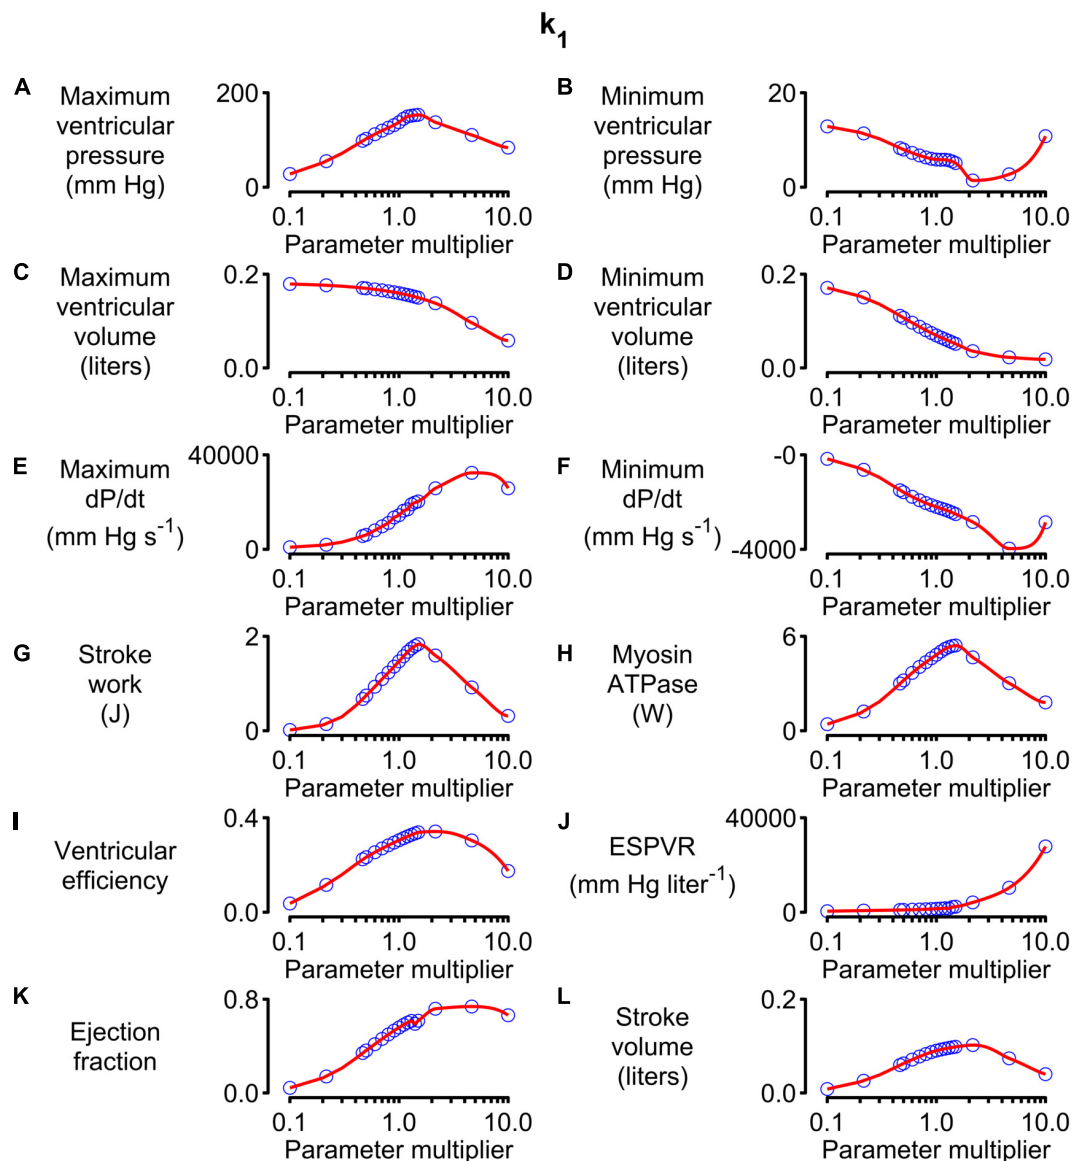 k1
A
Maximum
ventricular
pressure
(mm Hg)
200
0
0.1 1.0 10.0
Parameter multiplier
B
Minimum
ventricular
pressure
(mm Hg)
20
0
0.1 1.0 10.0
Parameter multiplier
C
Maximum
ventricular
volume
(liters)
0.2
0.0
0.1 1.0 10.0
Parameter multiplier
D
Minimum
ventricular
volume
(liters)
0.2
0.0
0.1 1.0 10.0
Parameter multiplier
E
Maximum
dP/dt
(mm Hg s-1)
40000
0
0.1 1.0 10.0
Parameter multiplier
F
Minimum
dP/dt
(mm Hg s-1)
-0
-4000
0.1 1.0 10.0
Parameter multiplier
G
Stroke
work
(J)
2
0
0.1 1.0 10.0
Parameter multiplier
H
Myosin
ATPase
(W)
6
0
0.1 1.0 10.0
Parameter multiplier
I
Ventricular
efficiency
0.4
0.0
0.1 1.0 10.0
Parameter multiplier
J
ESPVR
(mm Hg liter-1)
40000
0
0.1 1.0 10.0
Parameter multiplier
K
Ejection
fraction
0.8
0.0
0.1 1.0 10.0
Parameter multiplier
L
Stroke
volume
(liters)
0.2
0.0
0.1 1.0 10.0
Parameter multiplier